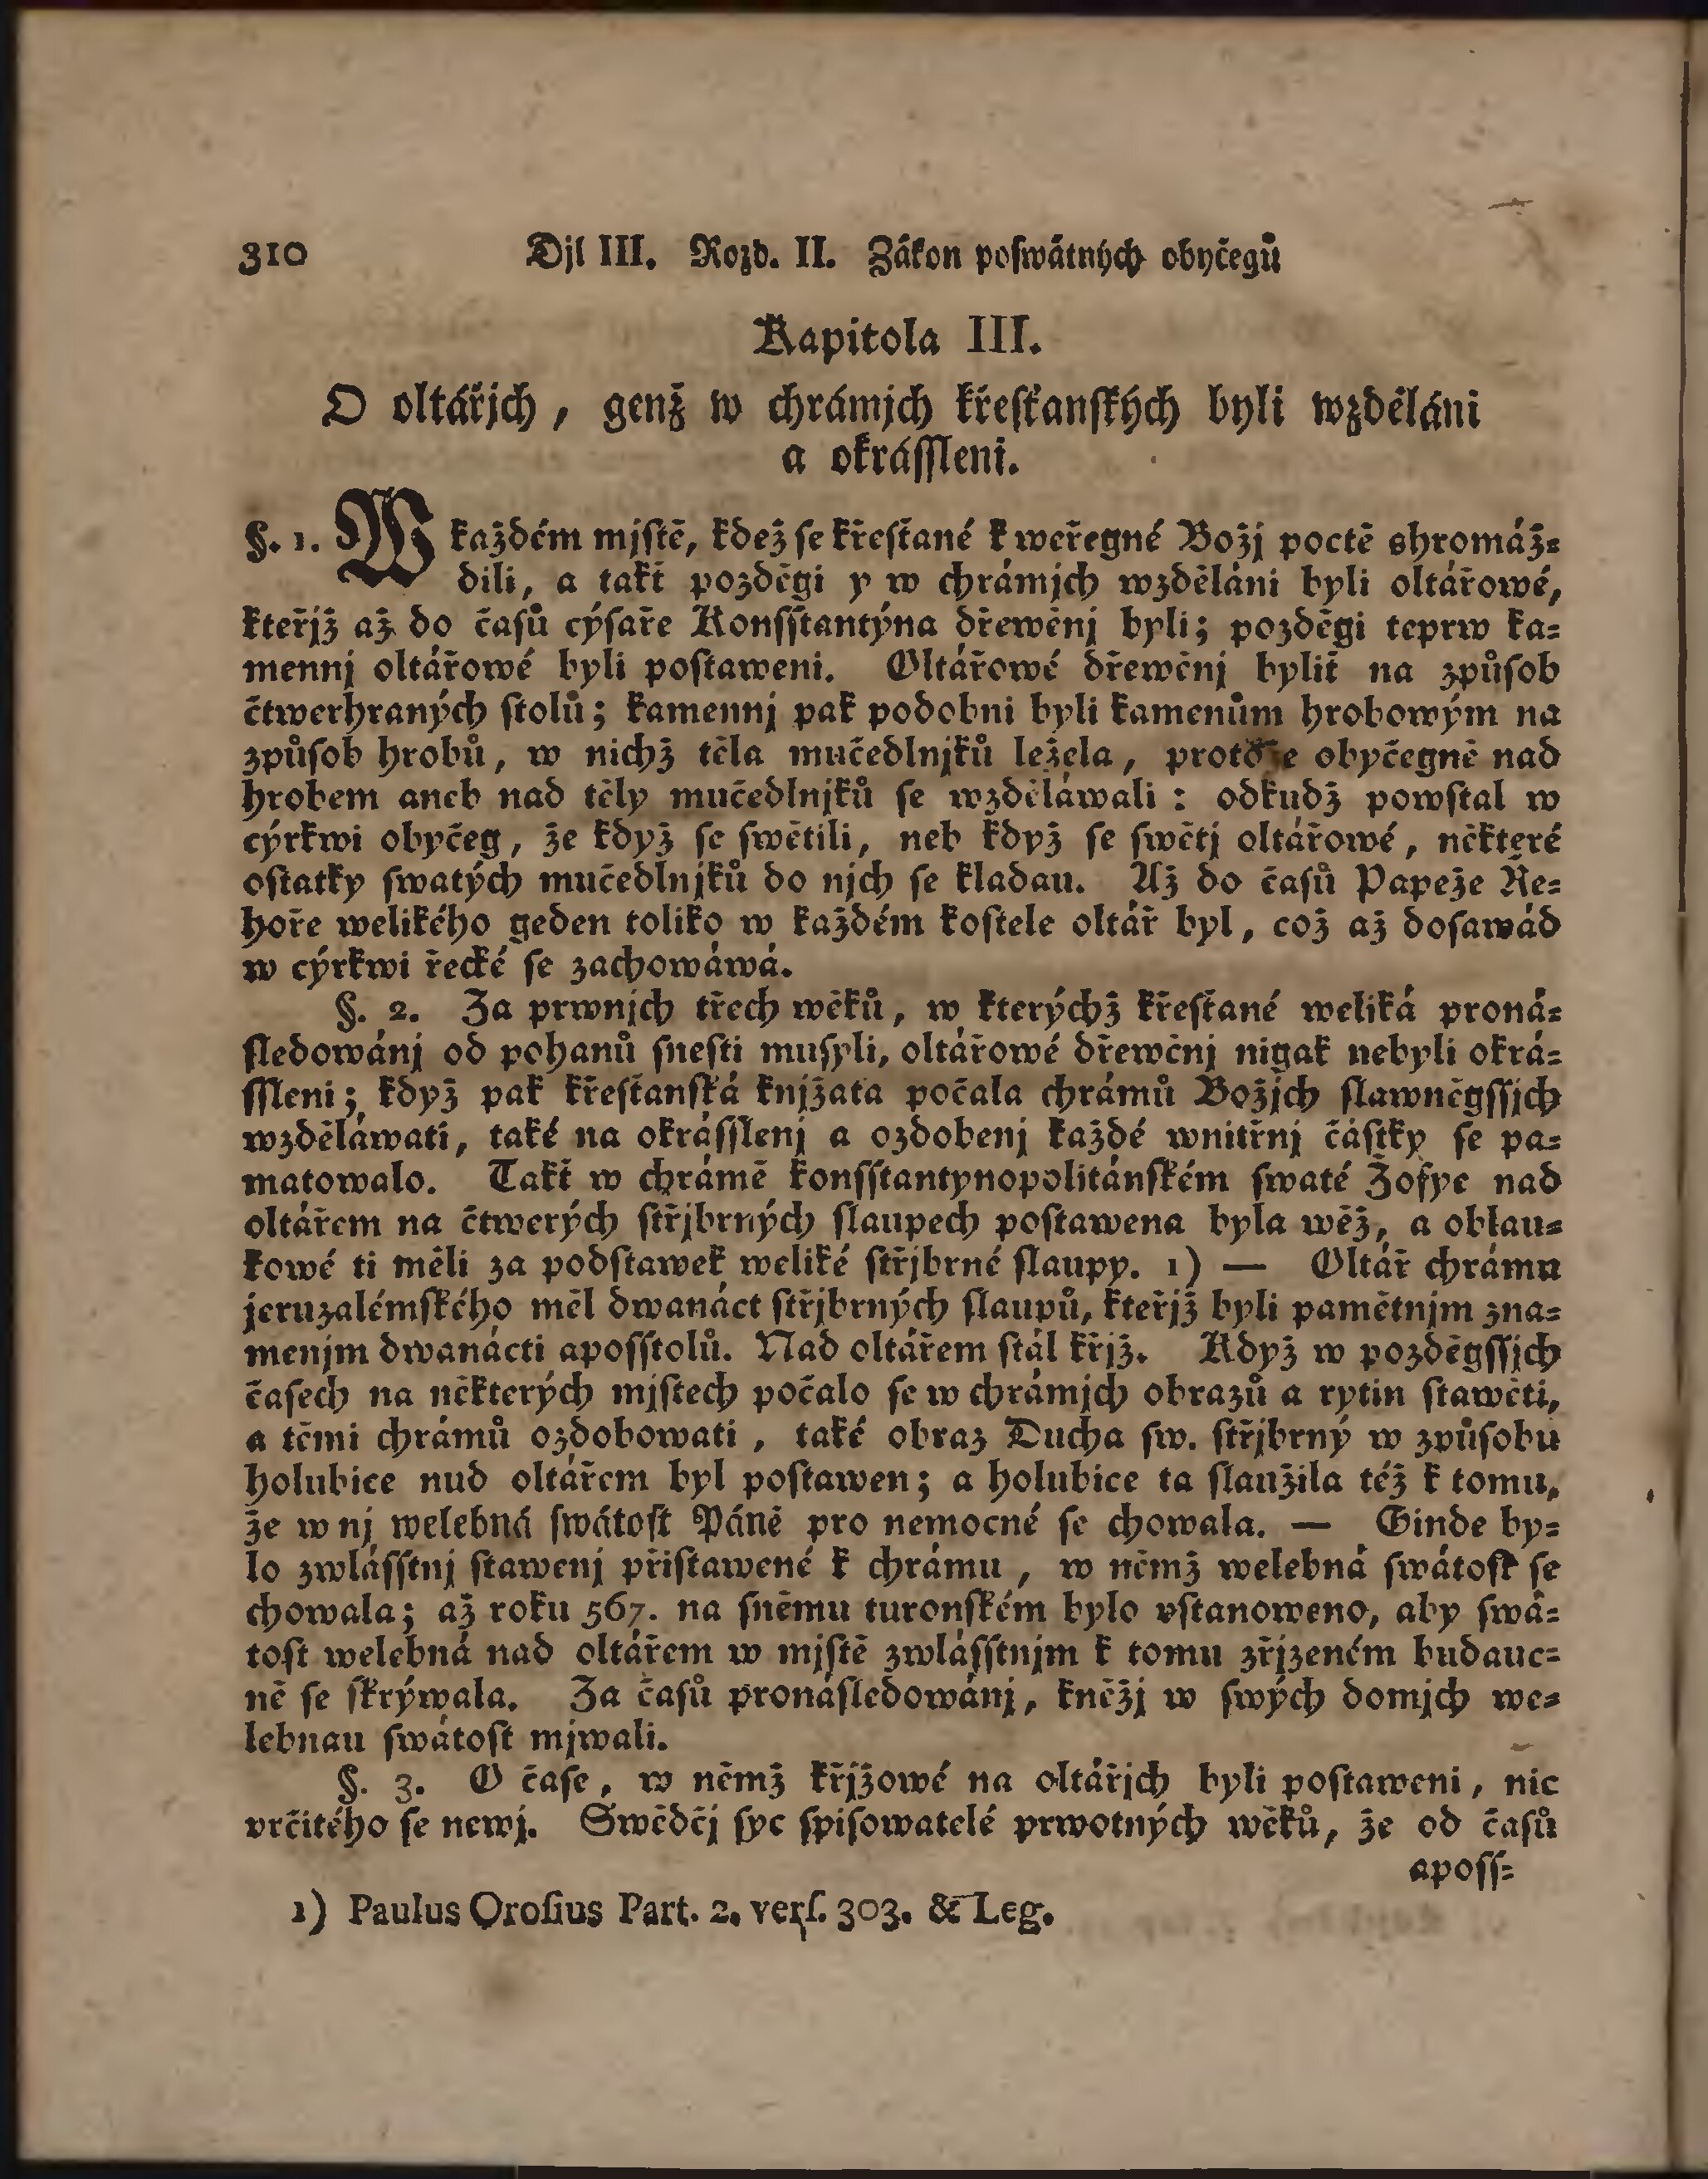 310 Djl III. Rozd. II. Zákon poſwátných obyčegů
Kapitola III.
O oltářjch, genž w chrámjch křeſťanſkých byli wzděláni
a okráſſleni.
§. 1. W každém mjſtě, kdež ſe křeſťané k weřegné Božj poctě shromáž=
dili, a takť pozděgi y w chrámjch wzděláni byli oltářowé,
kteřjž až do časů cýſaře Konſſtantýna dřewěnj byli; pozděgi teprw ka=
mennj oltářowé byli poſtaweni. Oltářowé dřewěnj byliť na způſob
čtwerhraných ſtolů; kamennj pak podobni byli kamenům hrobowým na
způſob hrobů, w nichž těla mučedlnjků ležela, protože obyčegně nad
hrobem aneb nad těly mučedlnjků ſe wzděláwali: odkudž powſtal w
cýrkwi obyčeg, že když ſe ſwětili, neb když ſe ſwětj oltářowé, některé
oſtatky ſwatých mučedlnjků do njch ſe kladau. Až do časů Papeže Ře=
hoře welikého geden toliko w každém koſtele oltář byl, což až doſawád
w cýrkwi řecké ſe zachowáwá.
§. 2. Za prwnjch třech wěků, w kterýchž křeſťané weliká proná=
ſledowánj od pohanů ſneſti muſyli, oltářowé dřewěnj nigak nebyli okrá=
ſſleni; když pak křeſťanſká knjžata počala chrámů Božjch ſlawněgſſjch
wzděláwati, také na okráſſlenj a ozdobenj každé wnitřnj částky ſe pa=
matowalo. Takť w chrámě konſſtantynopolitánſkém ſwaté Žofye nad
oltářem na čtwerých ſtřjbrných ſlaupech poſtawena byla wěž, a oblau=
kowé ti měli za podſtawek weliké ſtřjbrné ſlaupy. 1) — Oltář chrámu
jeruzalémſkého měl dwanáct ſtřjbrných ſlaupů, kteřjž byli pamětnjm zna=
menjm dwanácti apoſſtolů. Nad oltářem ſtál křjž. Když w pozděgſſjch
čaſech na některých mjſtech počalo ſe w chrámjch obrazů a rytin ſtawěti,
a těmi chrámů ozdobowati, také obraz Ducha ſw. ſtřjbrný w způſobu
holubice nud oltářem byl poſtawen; a holubice ta ſlaužila též k tomu,
že w nj welebná ſwátoſt Páně pro nemocné ſe chowala. — Ginde by=
lo zwláſſtnj ſtawenj přiſtawené k chrámu, w němž welebná ſwátoſt ſe
chowala; až roku 567. na ſněmu turonſkém bylo vſtanoweno, aby ſwá=
toſt welebná nad oltářem w mjſtě zwláſſtnjm k tomu zřjzeném budauc=
ně ſe ſkrýwala. Za časů pronáſledowánj, kněžj w ſwých domjch we=
lebnau ſwátoſt mjwali.
§. 3. O čaſe, w němž křjžowé na oltářjch byli poſtaweni, nic
vrčitého ſe newj. Swědčj ſyc ſpiſowatelé prwotných wěků, že od časů
apoſſ=
1) Paulus Oroſius Part. 2. verſ. 303. & Leg.